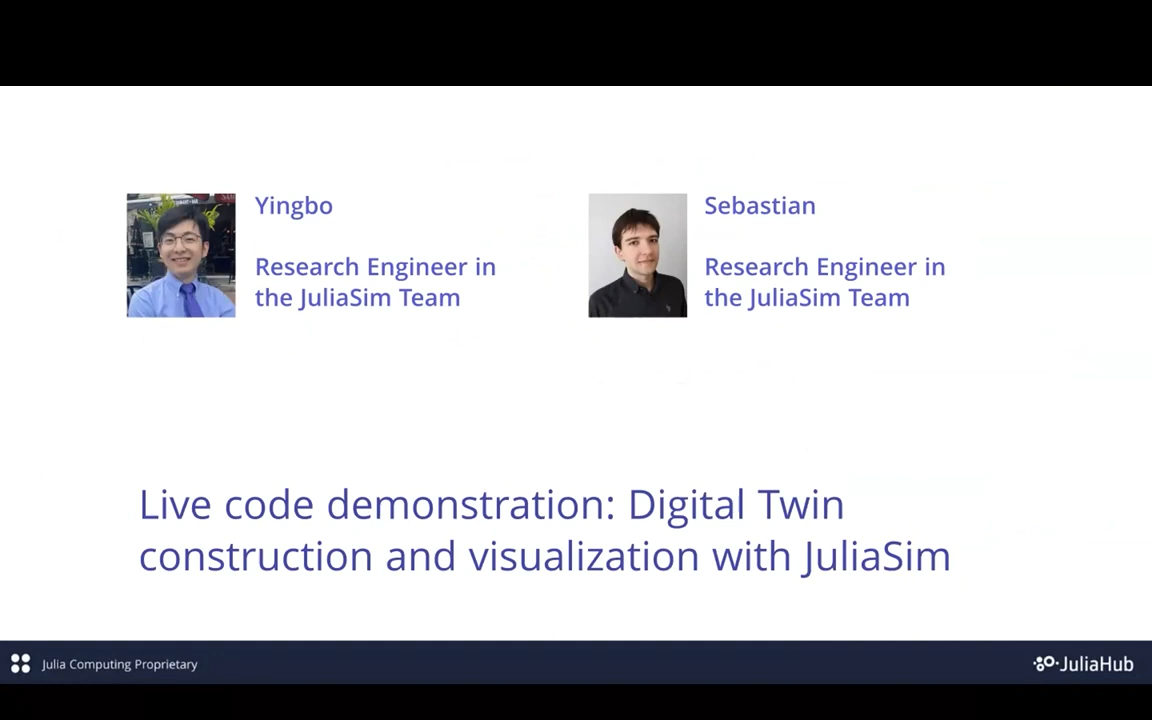 Yingbo
Research Engineer in
the JuliaSim Team
Sebastian
Research Engineer in
the JuliaSim Team
Live code demonstration: Digital Twin
construction and visualization with JuliaSim
Julia Computing Proprietary
JuliaHub